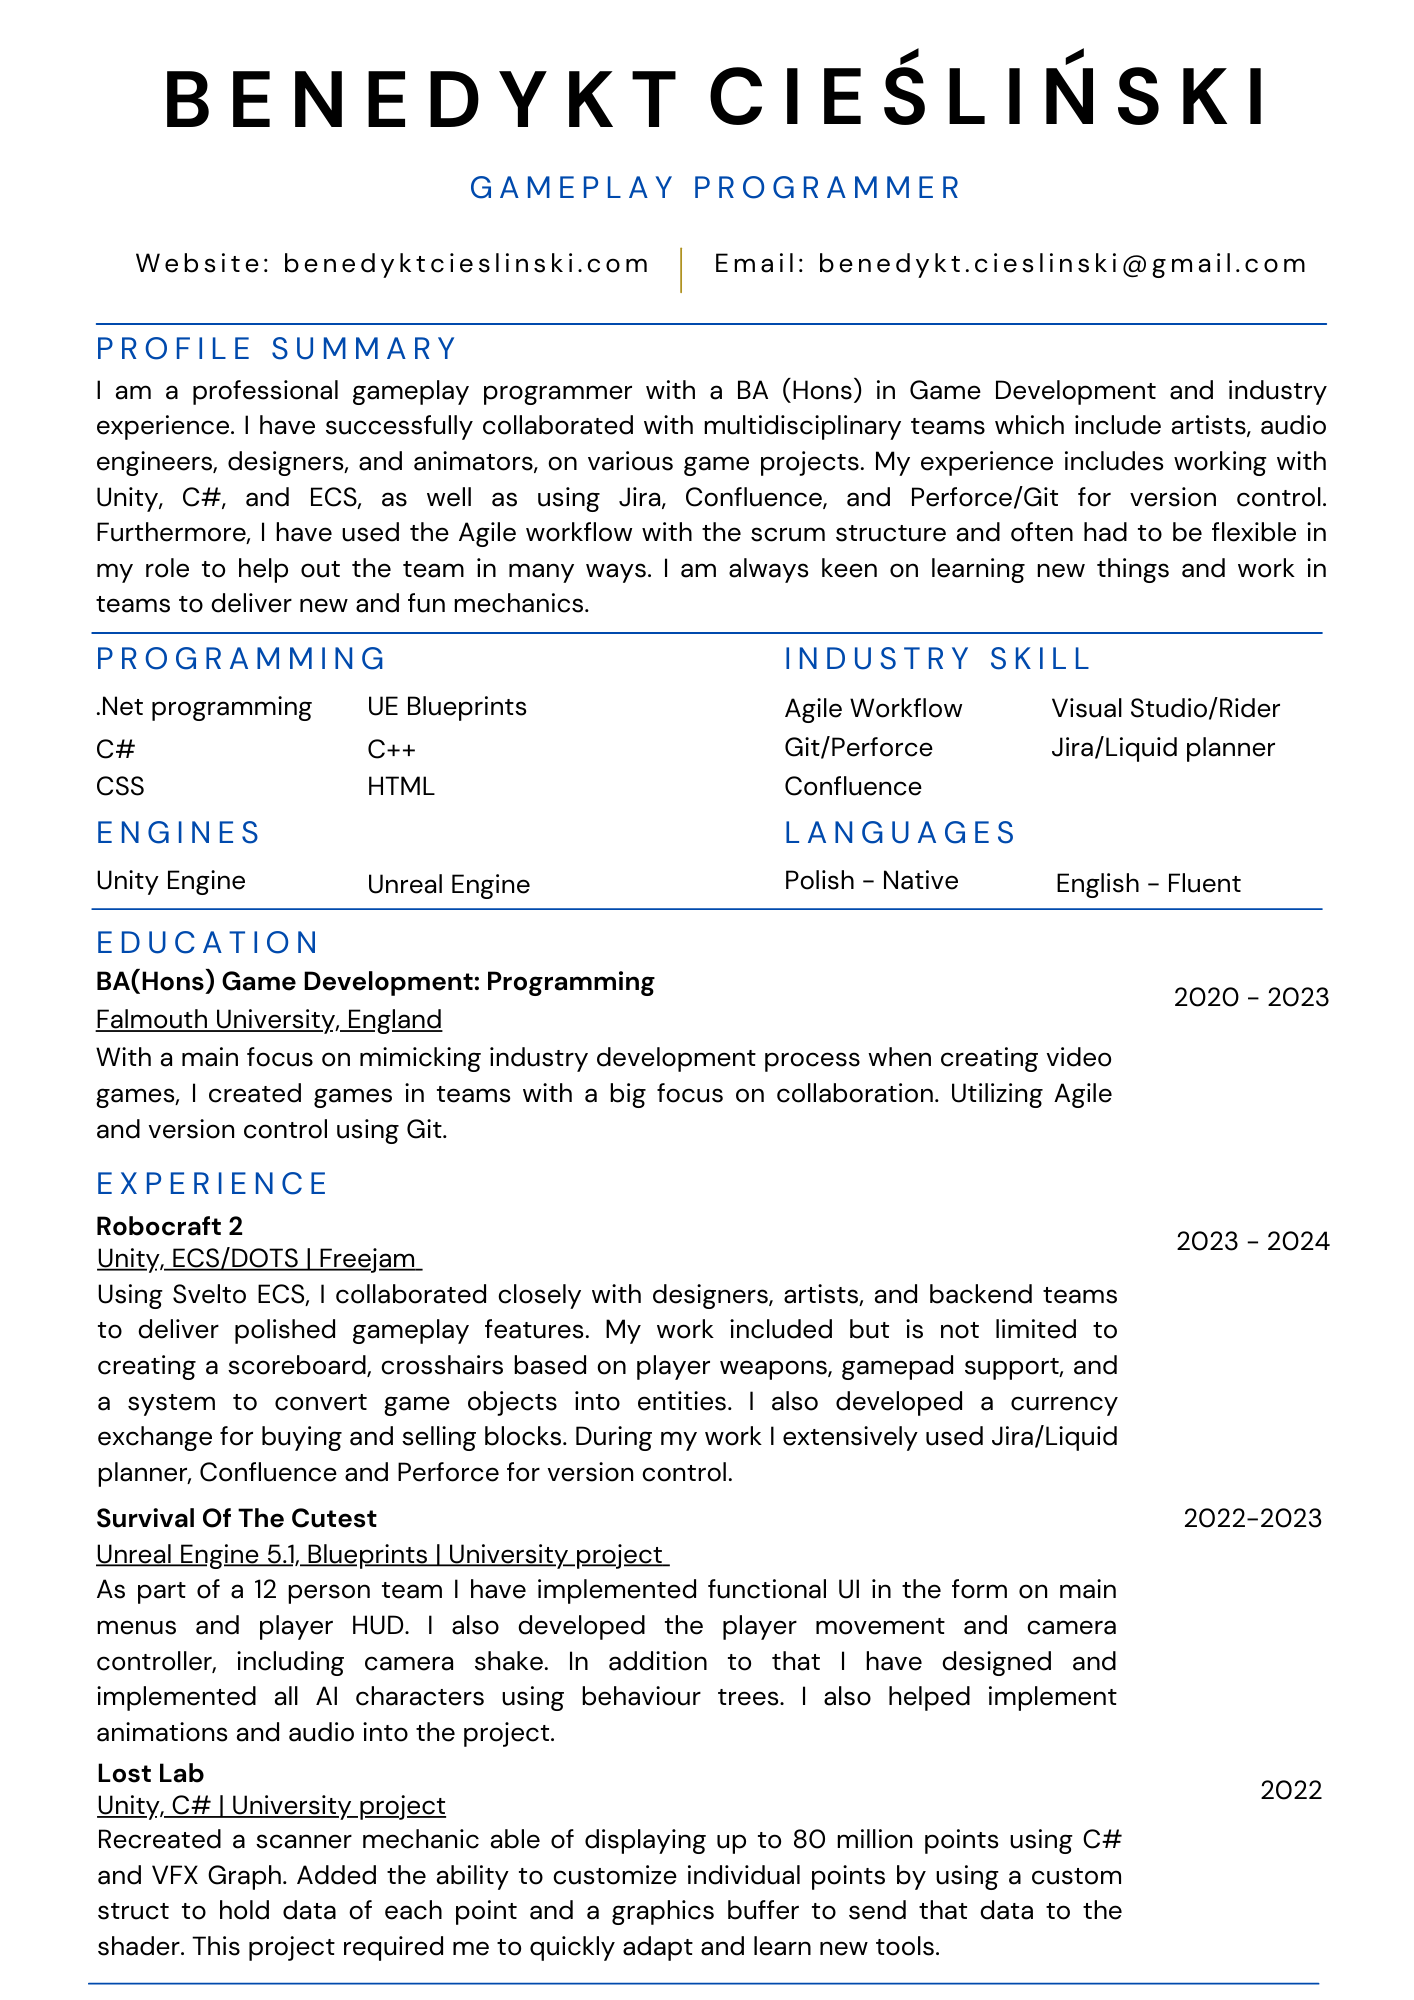 BENEDYKT CIEŚLIŃSKI
GAMEPLAY PROGRAMMER
Website: benedyktcieslinski.com
Email: benedykt.cieslinski@gmail.com
PROFILE SUMMARY
I am a professional gameplay programmer with a BA (Hons) in Game Development and industry
experience. I have successfully collaborated with multidisciplinary teams which include artists, audio
engineers, designers, and animators, on various game projects. My experience includes working with
Unity, C#, and ECS, as well as using Jira, Confluence, and Perforce/Git for version control.
Furthermore, I have used the Agile workflow with the scrum structure and often had to be flexible in
my role to help out the team in many ways. I am always keen on learning new things and work in
teams to deliver new and fun mechanics.
PROGRAMMING
.Net programming UE Blueprints
C# C++
CSS HTML
ENGINES
Unity Engine Unreal Engine
INDUSTRY SKILL
Agile Workflow Visual Studio/Rider
Git/Perforce Jira/Liquid planner
Confluence
LANGUAGES
Polish - Native English - Fluent
EDUCATION
BA(Hons) Game Development: Programming
2020 - 2023
Falmouth University, England
With a main focus on mimicking industry development process when creating video
games, I created games in teams with a big focus on collaboration. Utilizing Agile
and version control using Git.
EXPERIENCE
Robocraft 2
2023 - 2024
Unity, ECS/DOTS | Freejam
Using Svelto ECS, I collaborated closely with designers, artists, and backend teams
to deliver polished gameplay features. My work included but is not limited to
creating a scoreboard, crosshairs based on player weapons, gamepad support, and
a system to convert game objects into entities. I also developed a currency
exchange for buying and selling blocks. During my work I extensively used Jira/Liquid
planner, Confluence and Perforce for version control.
Survival Of The Cutest
2022-2023
Unreal Engine 5.1, Blueprints | University project
As part of a 12 person team I have implemented functional UI in the form on main
menus and player HUD. I also developed the player movement and camera
controller, including camera shake. In addition to that I have designed and
implemented all AI characters using behaviour trees. I also helped implement
animations and audio into the project.
Lost Lab
2022
Unity, C# | University project
Recreated a scanner mechanic able of displaying up to 80 million points using C#
and VFX Graph. Added the ability to customize individual points by using a custom
struct to hold data of each point and a graphics buffer to send that data to the
shader. This project required me to quickly adapt and learn new tools.